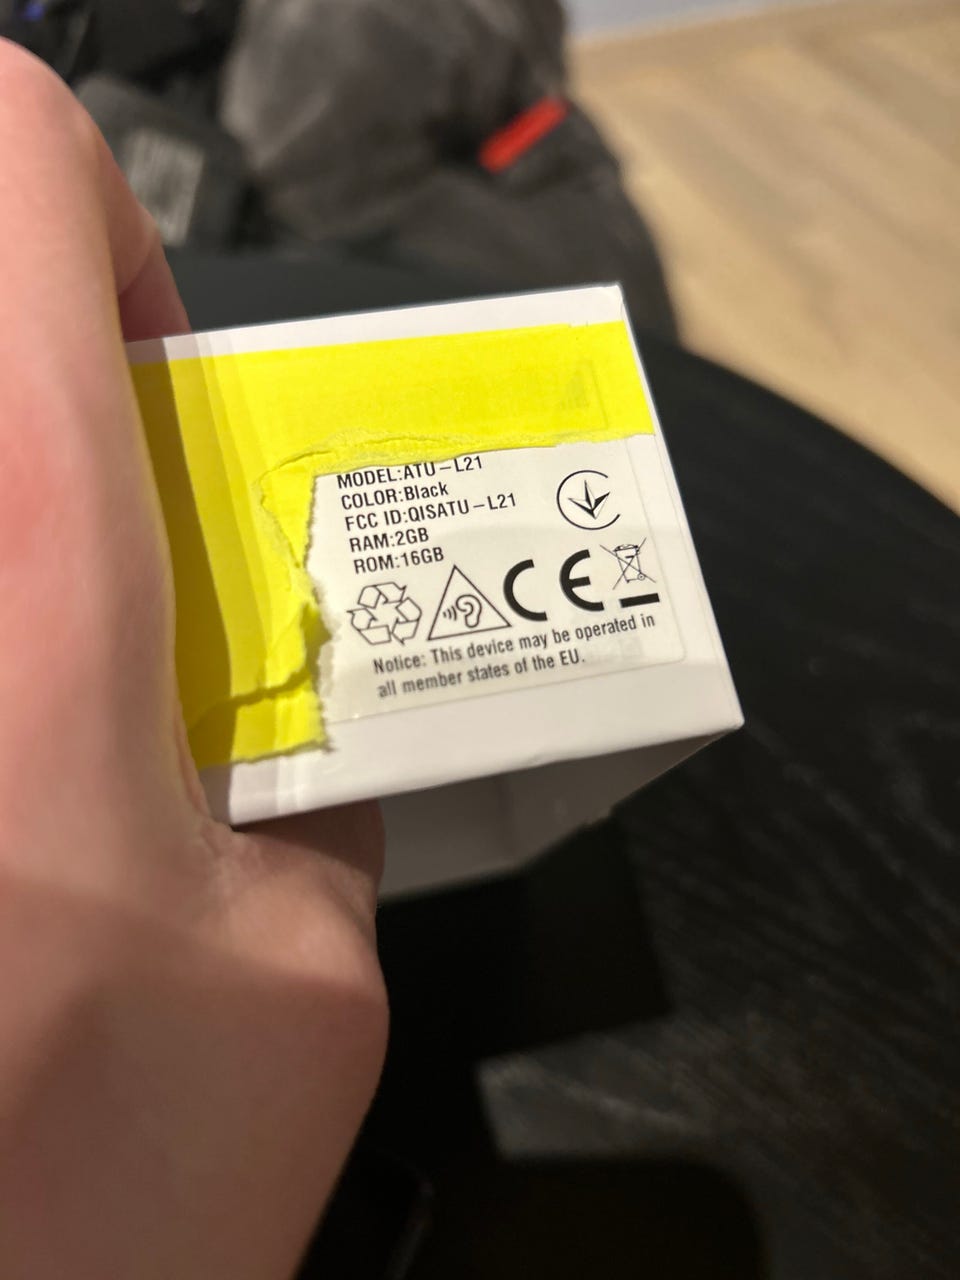 MODEL:ATU-L21
COLOR:Black
FCC ID:QISATU-L21
RAM:2GB
ROM:16GB
CE
Notice: This device may be operated in
all member states of the EU.